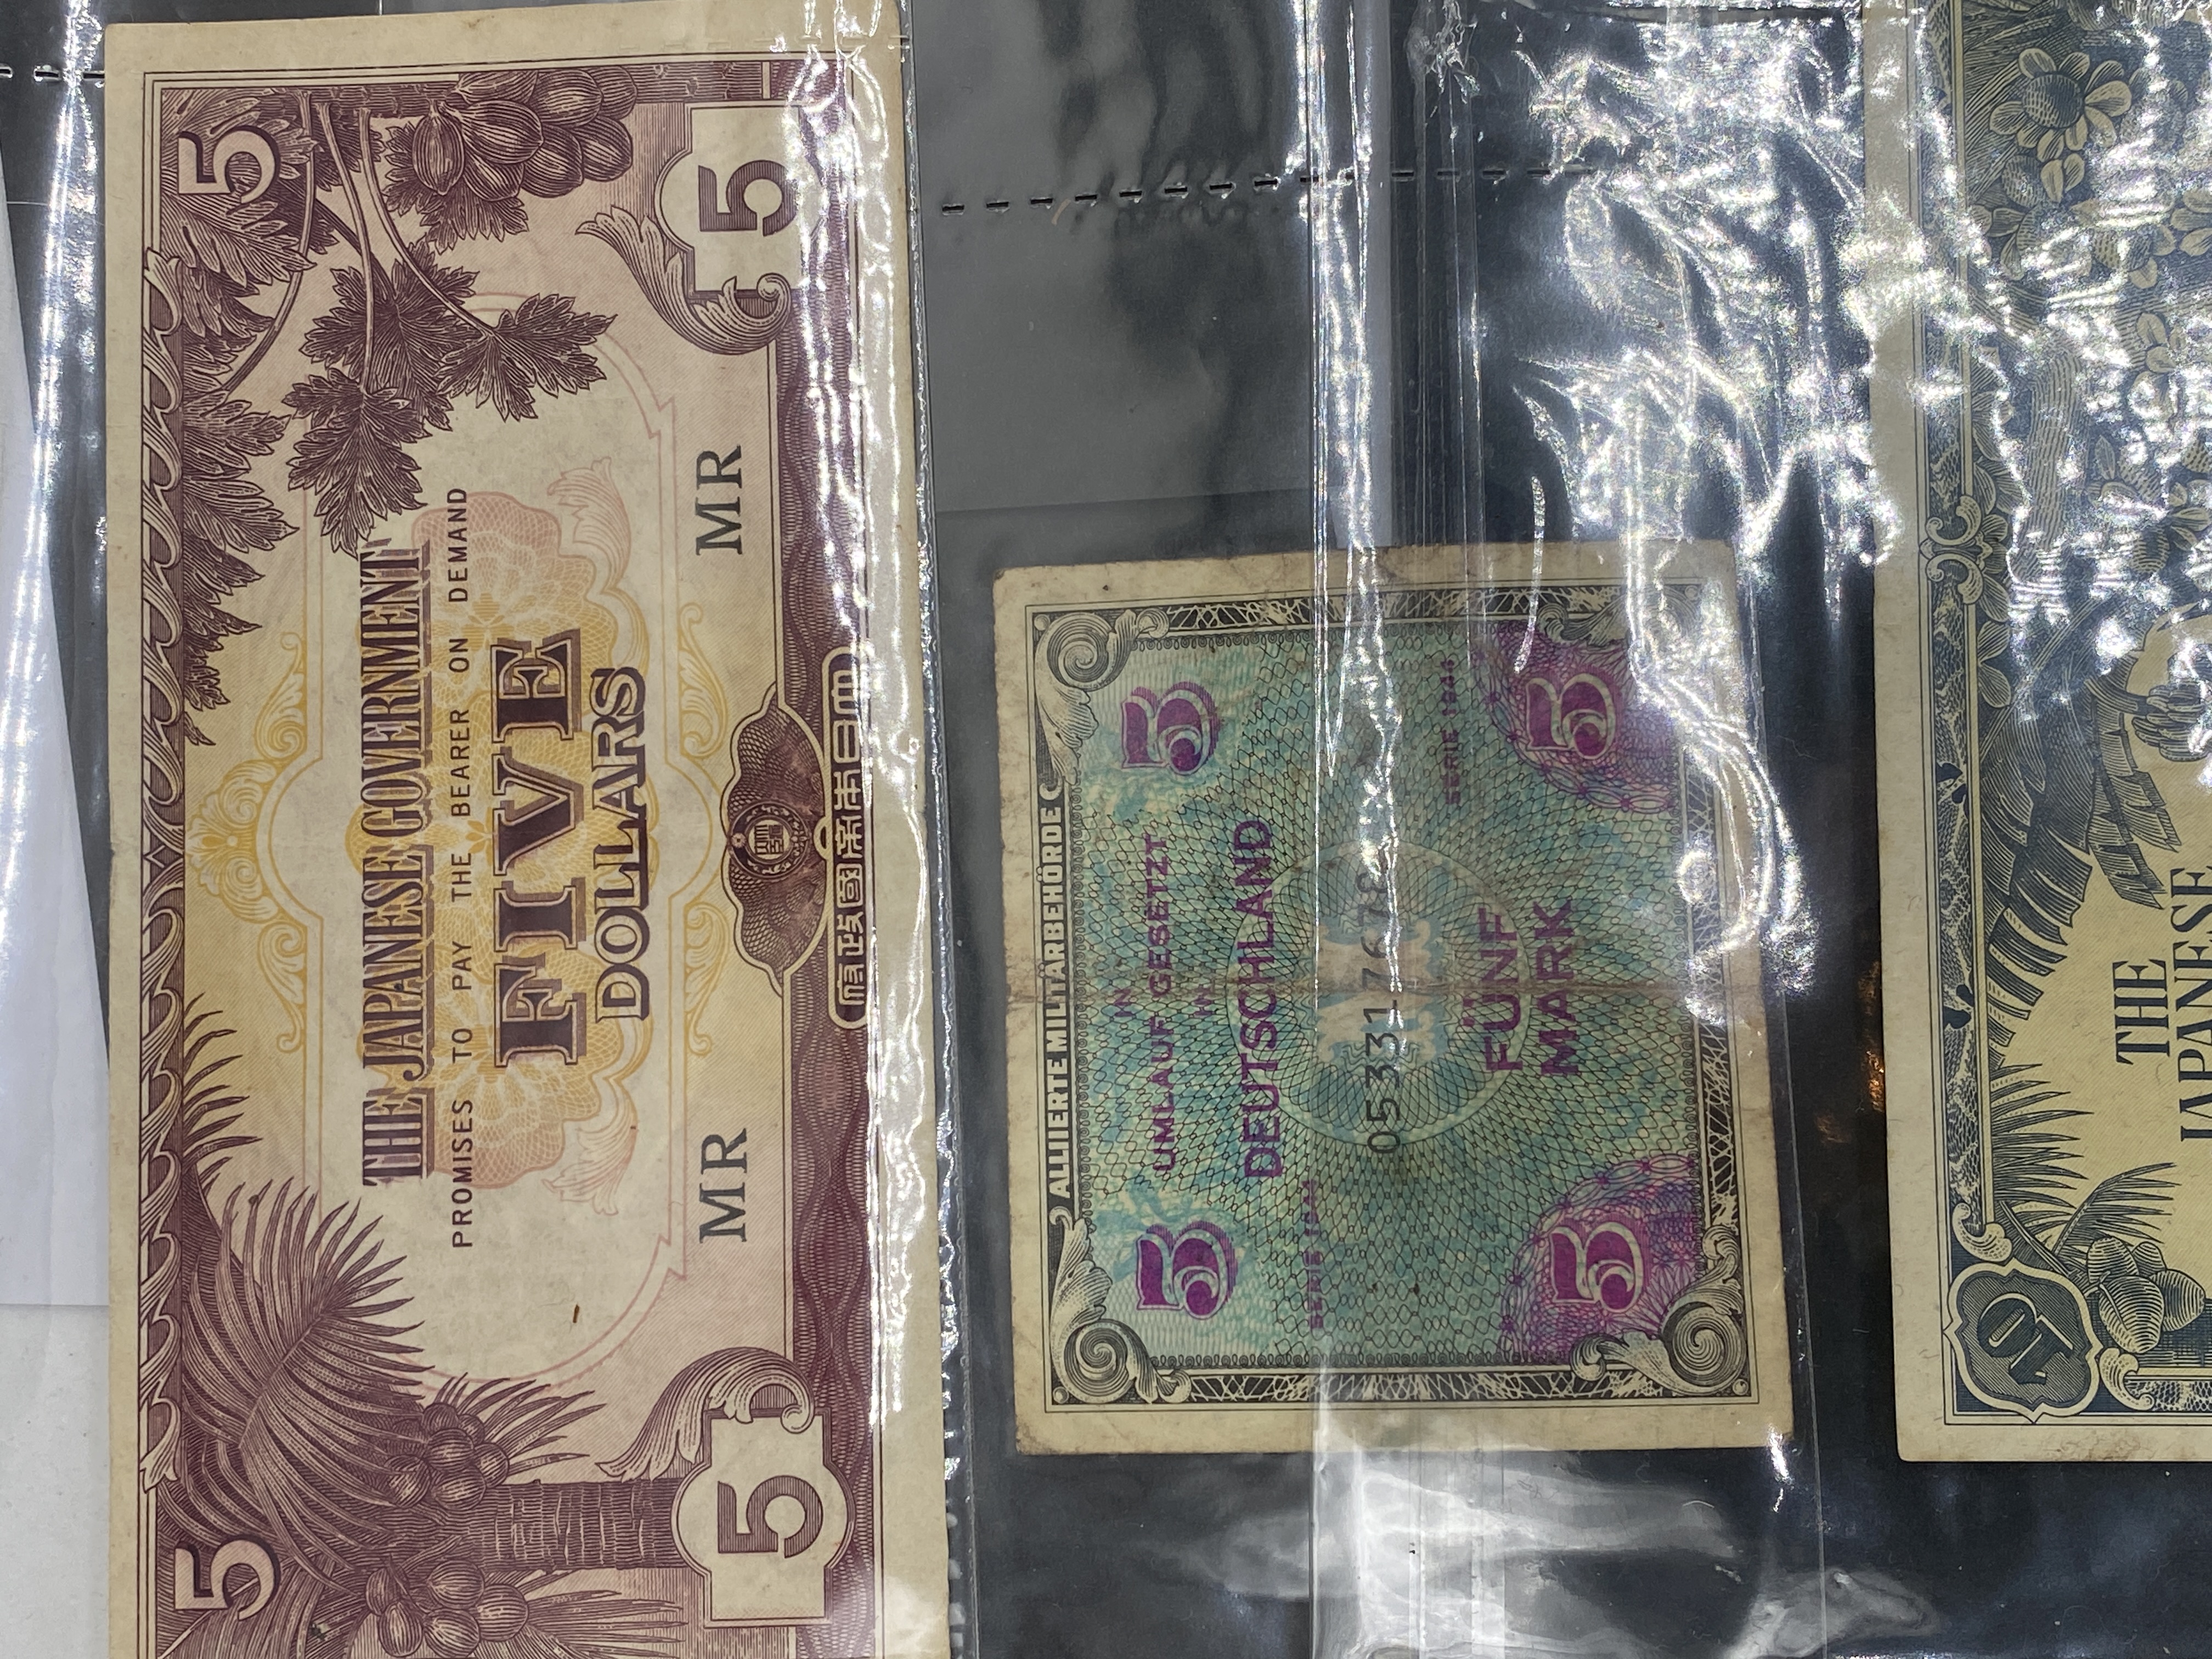 5 5
THE JAPANESE GOVERNMENT
PROMISES TO PAY THE BEARER ON DEMAND
FIVE
DOLLARS
MR MR
5 5
大日本帝國政府
ALLIIERTE MILITÄRBEHÖRDE
5 5
IN
UMLAUF GESETZT
IN
DEUTSCHLAND
SERIE 1944
053317678
SERIE 1944
FÜNF
MARK
5 5
THE
JAPANESE
10